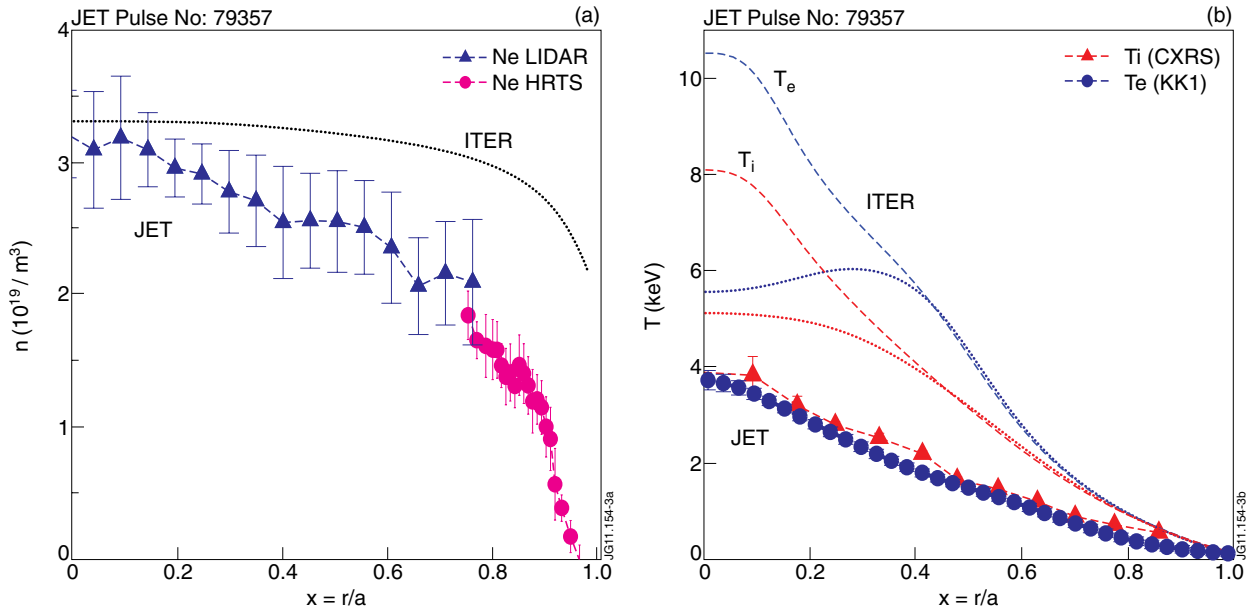 JET Pulse No: 79357
(a)
4
3
2
1
0
n (10¹⁹ / m³)
Ne LIDAR
Ne HRTS
ITER
JET
0
0.2
0.4
0.6
0.8
1.0
x = r/a
JG11.154-3a
JET Pulse No: 79357
(b)
10
8
6
4
2
0
T (keV)
Ti (CXRS)
Te (KK1)
Tₑ
Tᵢ
ITER
JET
0
0.2
0.4
0.6
0.8
1.0
x = r/a
JG11.154-3b